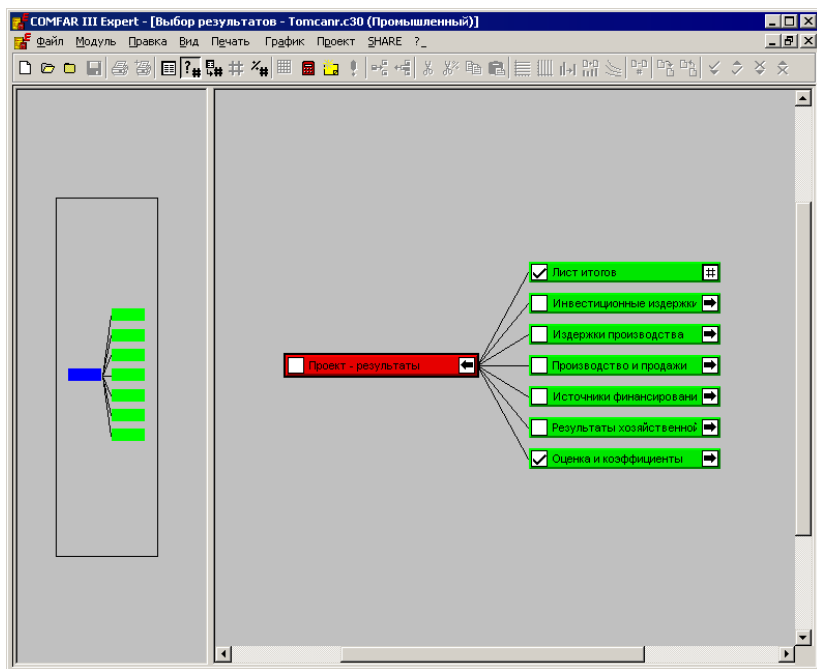 COMFAR III Expert - [Выбор результатов - Tomcanr.c30 (Промышленный)]
Файл Модуль Правка Вид Печать График Проект SHARE ?_
Лист итогов
Инвестиционные издержки
Издержки производства
Проект - результаты
Производство и продажи
Источники финансировани
Результаты хозяйственной
Оценка и коэффициенты